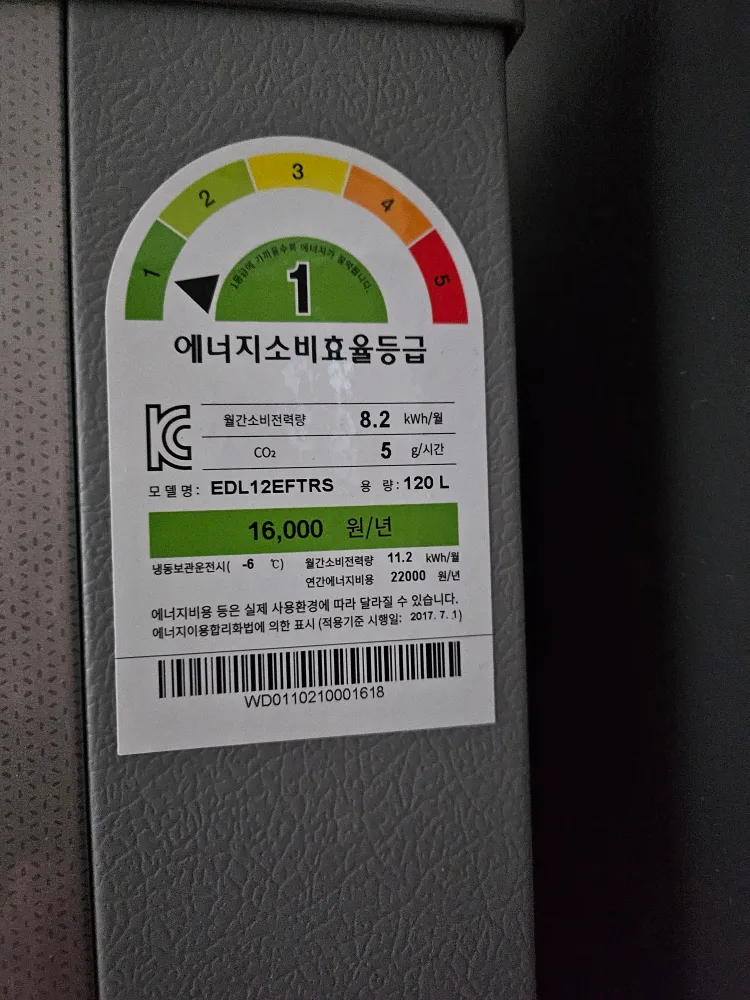 1 2 3 4 5
1등급에 가까울수록 에너지가 절약됩니다.
1
에너지소비효율등급
월간소비전력량 8.2 kWh/월
CO₂ 5 g/시간
모델명: EDL12EFTRS 용 량: 120 L
16,000 원/년
냉동보관운전시( -6 ℃) 월간소비전력량 11.2 kWh/월
연간에너지비용 22000 원/년
에너지비용 등은 실제 사용환경에 따라 달라질 수 있습니다.
에너지이용합리화법에 의한 표시 (적용기준 시행일: 2017. 7. 1)
WD0110210001618